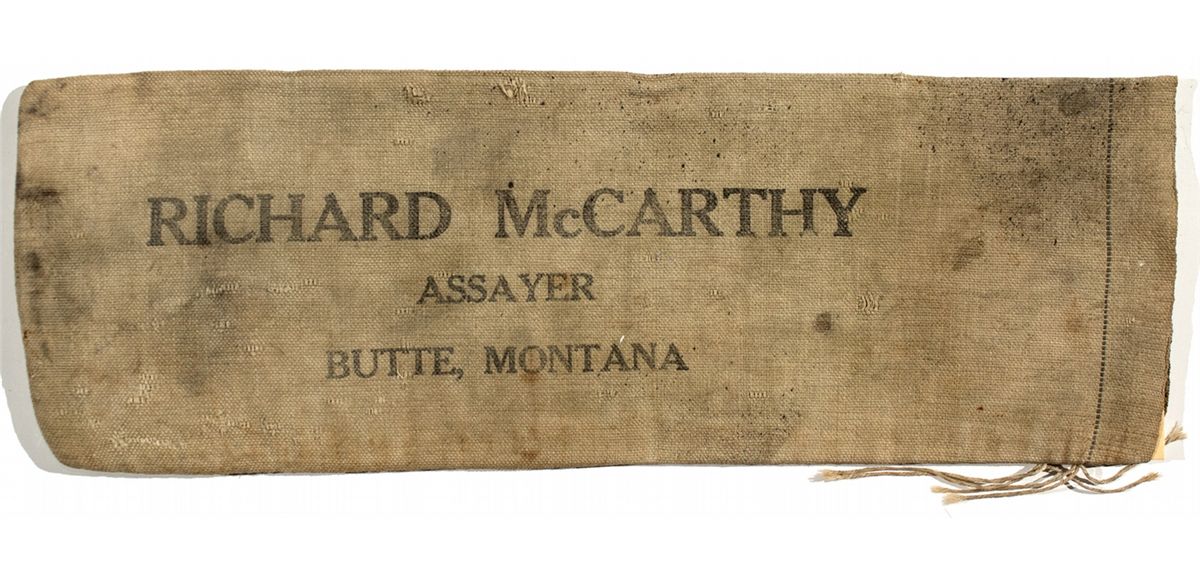 RICHARD McCARTHY
ASSAYER
BUTTE, MONTANA